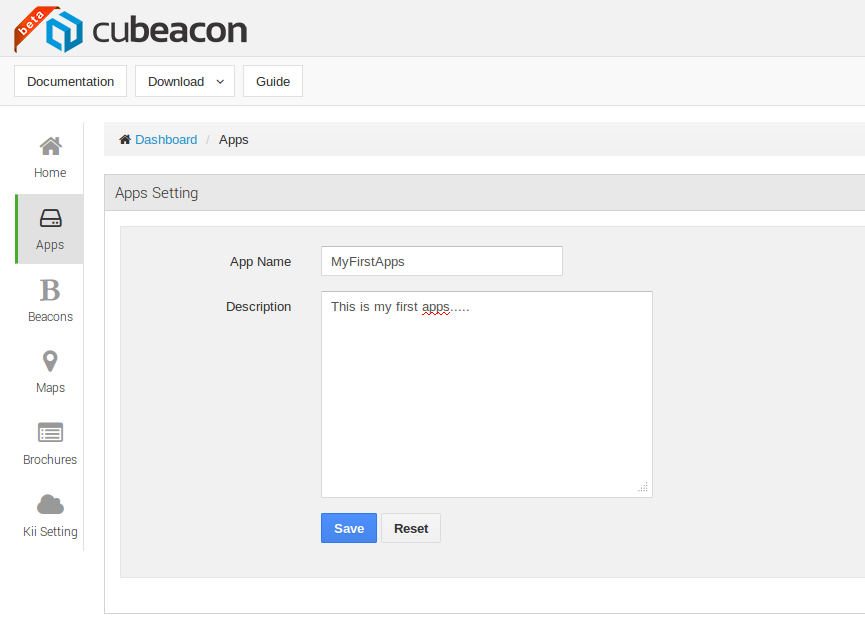 beta
cubeacon
Documentation Download Guide
Dashboard / Apps
Home
Apps Setting
Apps
App Name MyFirstApps
Description This is my first apps.....
B
Beacons
Maps
Brochures
Kii Setting
Save Reset